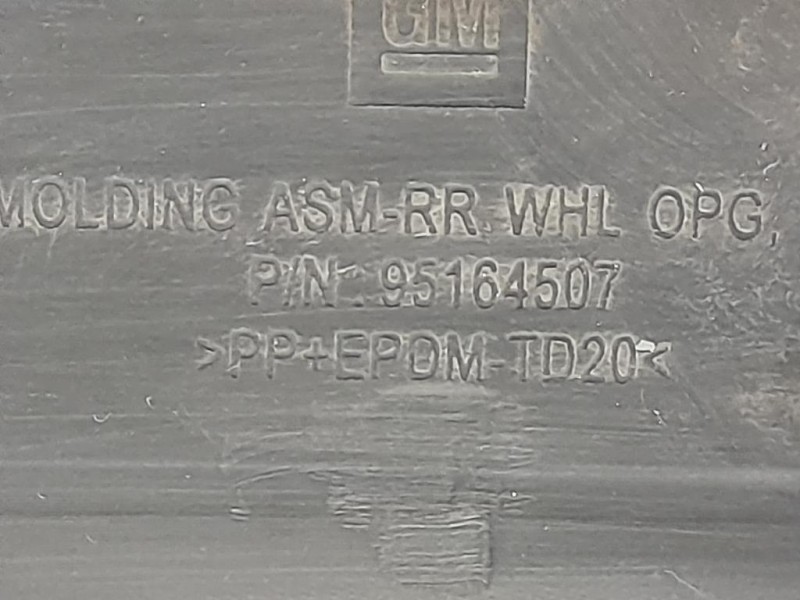 GM
MOLDING ASM-RR WHL OPG,
P/N : 95164507
>PP+EPDM-TD20<